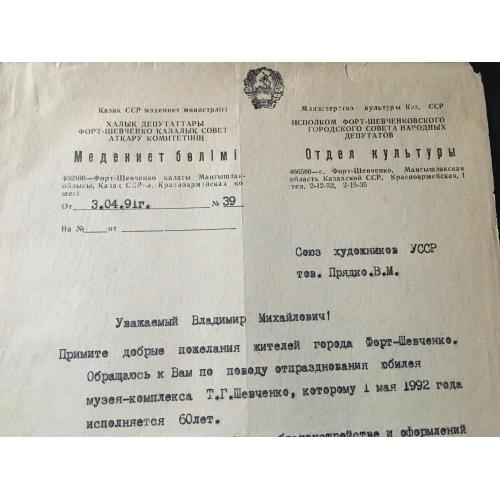 Қазақ ССР мәдениет министрлігі
ХАЛЫҚ ДЕПУТАТТАРЫ
ФОРТ-ШЕВЧЕНКО ҚАЛАЛЫҚ СОВЕТ
АТҚАРУ КОМИТЕТІНІҢ
Мәдениет бөлімі
466500—Форт-Шевченко қаласы Маңғышлақ
облысы, Қазақ ССР-ы. Красноармейская кө
шесі
От 3.04.91г. № 39
На № от
Министерство культуры Каз. ССР
ИСПОЛКОМ ФОРТ-ШЕВЧЕНКОВСКОГО
ГОРОДСКОГО СОВЕТА НАРОДНЫХ
ДЕПУТАТОВ
Отдел культуры
466500—г. Форт-Шевченко, Мангышлакская
область Казахской ССР, Красноармейская, 1
тел. 2-12-52, 2-15-35
Союз художников УССР
тов. Прядко.В.М.
Уважаемый Владимир Михайлович!
Примите добрые пожелания жителей города Форт-Шевченко.
Обращаюсь к Вам по поводу отпразднования юбилея
музея-комплекса Т.Г.Шевченко, которому 1 мая 1992 года
исполняется 60лет.
и оформлений